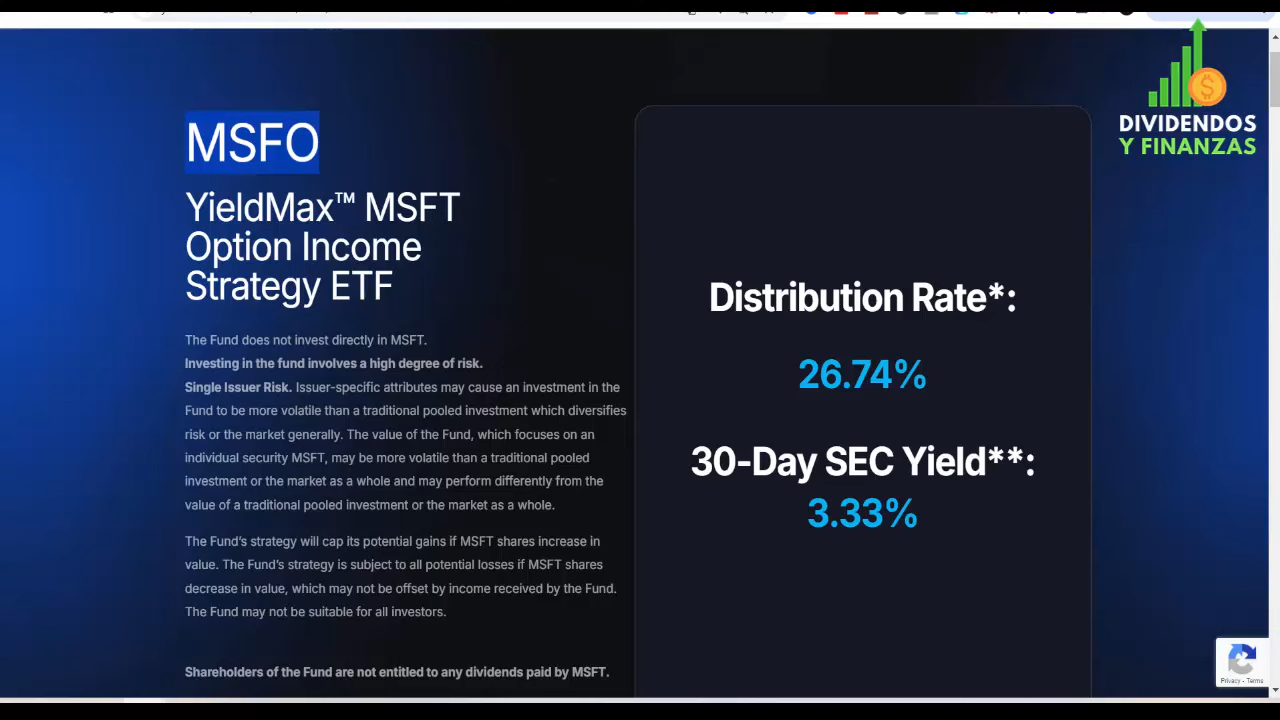 MSFO
YieldMax™ MSFT
Option Income
Strategy ETF
The Fund does not invest directly in MSFT.
Investing in the fund involves a high degree of risk.
Single Issuer Risk. Issuer-specific attributes may cause an investment in the
Fund to be more volatile than a traditional pooled investment which diversifies
risk or the market generally. The value of the Fund, which focuses on an
individual security MSFT, may be more volatile than a traditional pooled
investment or the market as a whole and may perform differently from the
value of a traditional pooled investment or the market as a whole.
The Fund's strategy will cap its potential gains if MSFT shares increase in
value. The Fund's strategy is subject to all potential losses if MSFT shares
decrease in value, which may not be offset by income received by the Fund.
The Fund may not be suitable for all investors.
Shareholders of the Fund are not entitled to any dividends paid by MSFT.
Distribution Rate*:
26.74%
30-Day SEC Yield**:
3.33%
DIVIDENDOS
Y FINANZAS
Privacy - Terms